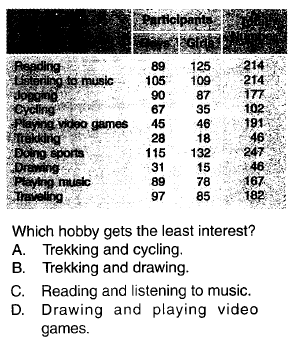 Participants
Boys Girls
Reading 89 125 214
Listening to music 105 109 214
Jogging 90 87 177
Cycling 67 35 102
Playing video games 45 46 191
Trekking 28 18 46
Doing sports 115 132 247
Drawing 31 15 46
Playing music 89 78 167
Traveling 97 85 182
Which hobby gets the least interest?
A. Trekking and cycling.
B. Trekking and drawing.
C. Reading and listening to music.
D. Drawing and playing video
games.